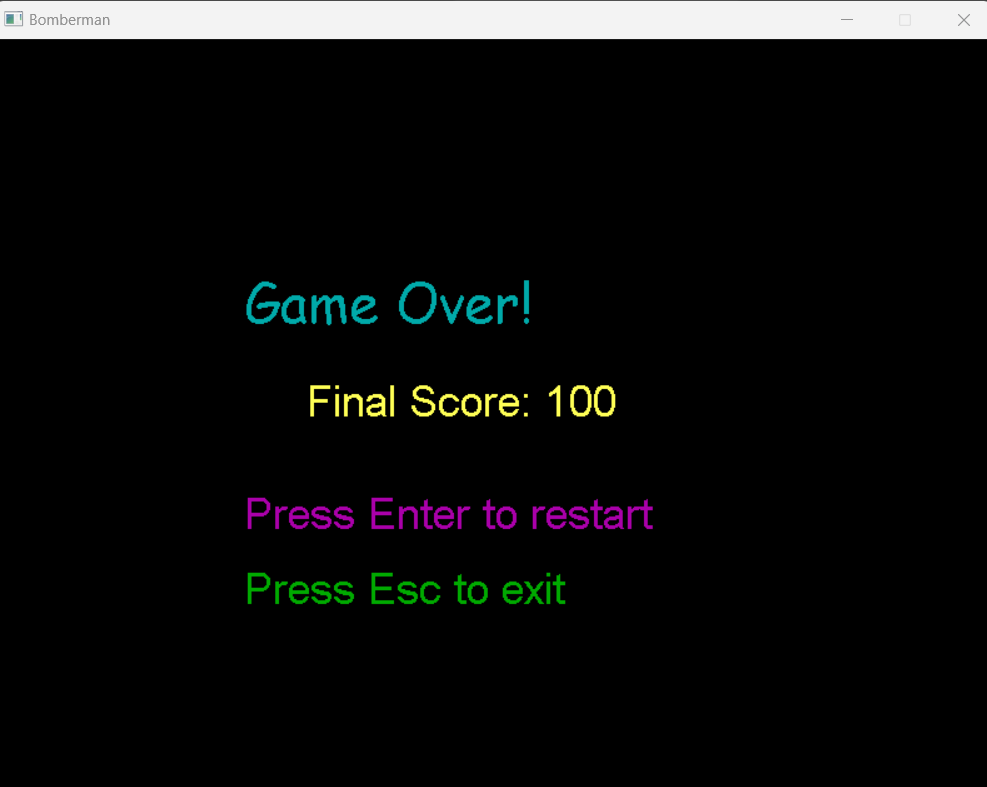 Bomberman
Game Over!
Final Score: 100
Press Enter to restart
Press Esc to exit